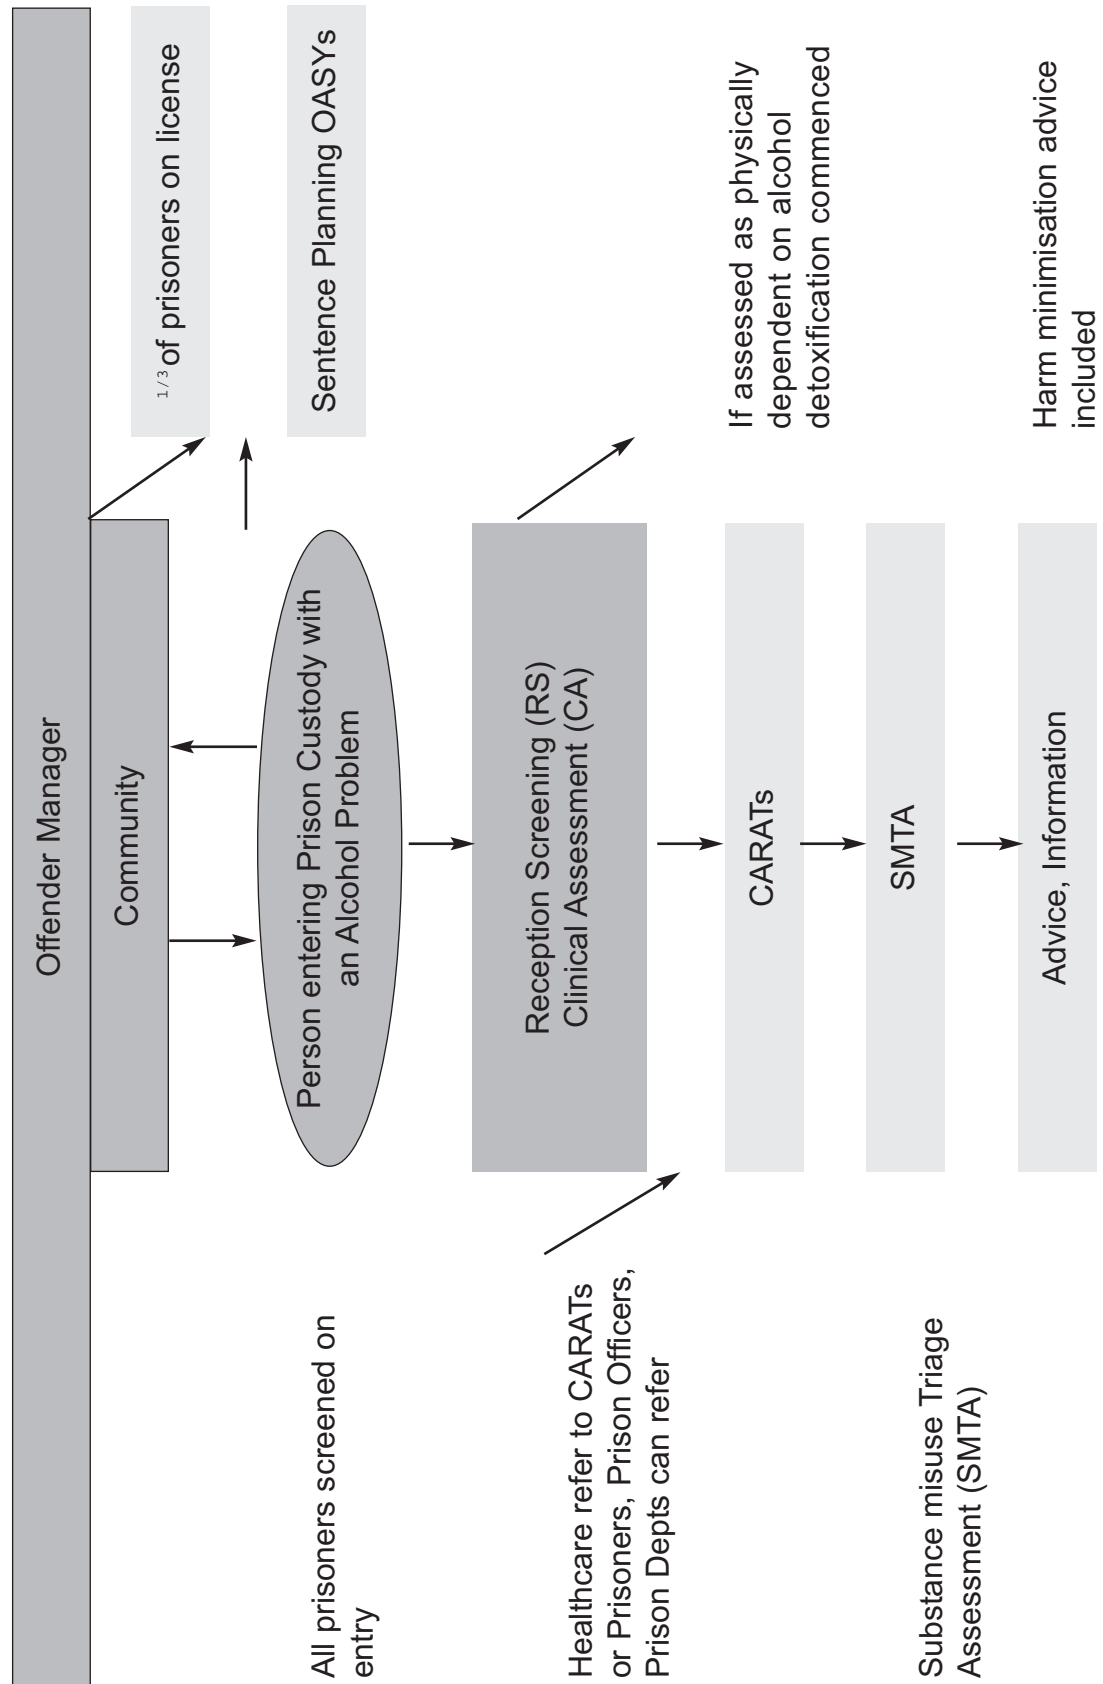 Offender Manager
Community
1/3 of prisoners on license
Sentence Planning OASYs
All prisoners screened on
entry
Person entering Prison Custody with
an Alcohol Problem
Healthcare refer to CARATs
or Prisoners, Prison Officers,
Prison Depts can refer
Reception Screening (RS)
Clinical Assessment (CA)
If assessed as physically
dependent on alcohol
detoxification commenced
CARATs
Substance misuse Triage
Assessment (SMTA)
SMTA
Advice, Information
Harm minimisation advice
included